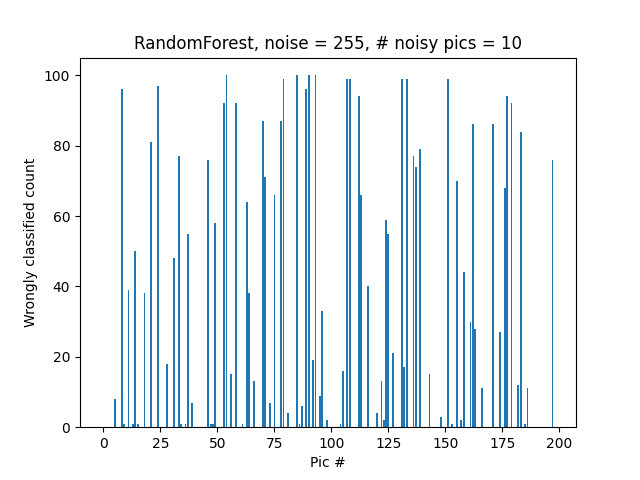 RandomForest, noise = 255, # noisy pics = 10
100
80
60
40
20
0
Wrongly classified count
0 25 50 75 100 125 150 175 200
Pic #